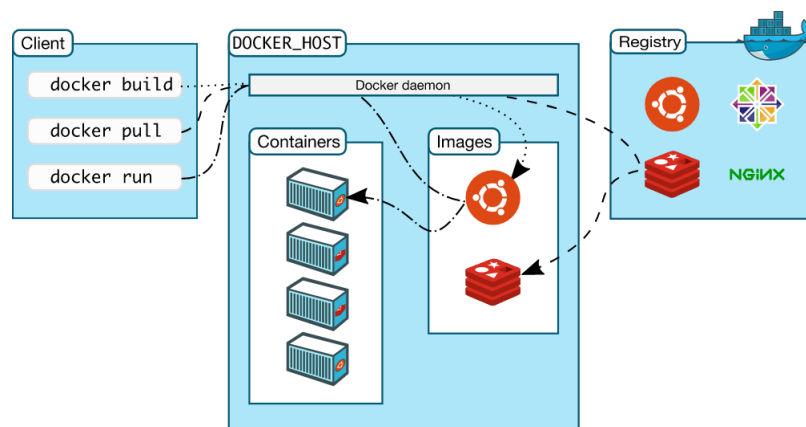 Client
docker build
docker pull
docker run
DOCKER_HOST
Docker daemon
Containers
Images
Registry
NGiNX